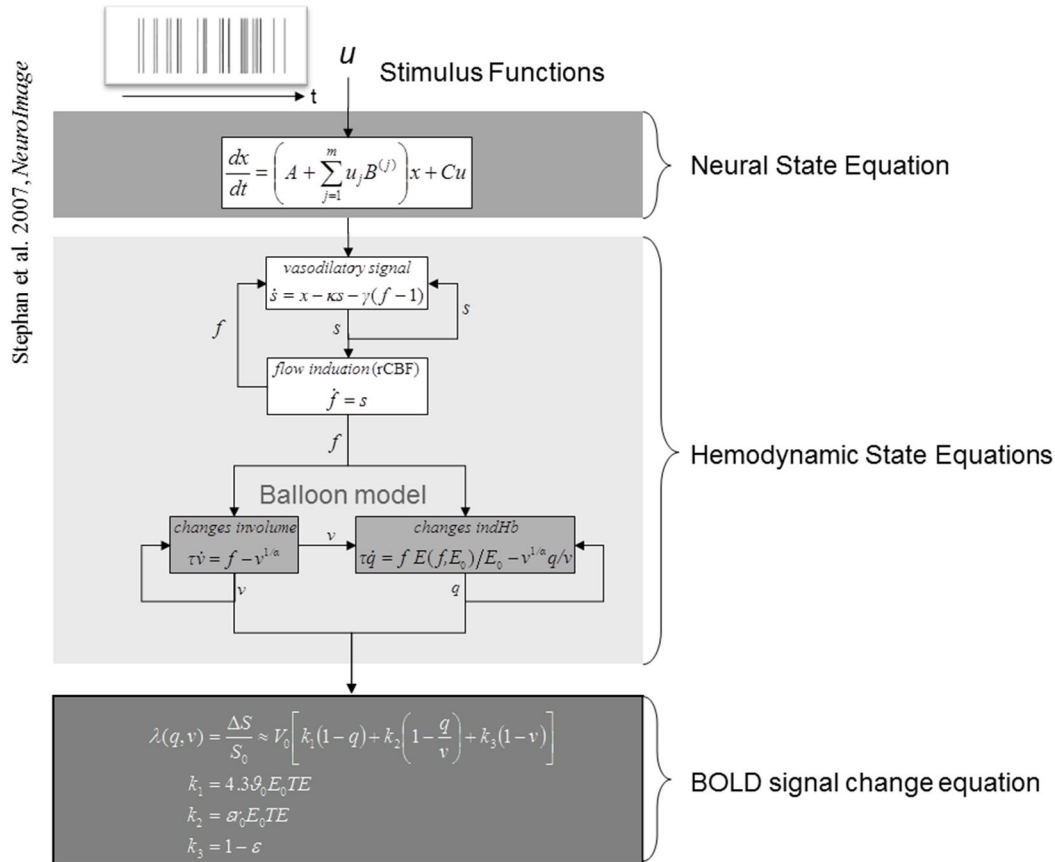 Stephan et al. 2007, NeuroImage
t
u
Stimulus Functions
dx/dt = (A + ∑_{j=1}^{m} u_j B^{(j)}) x + Cu
Neural State Equation
vasodilatory signal
ṡ = x − κs − γ(f − 1)
f
s
s
flow induction (rCBF)
ḟ = s
f
Hemodynamic State Equations
Balloon model
changes involume
τv̇ = f − v^{1/α}
v
changes indHb
τq̇ = f E(f,E_0)/E_0 − v^{1/α} q/v
v
q
λ(q,v) = ΔS/S_0 ≈ V_0 [k_1(1 − q) + k_2(1 − q/v) + k_3(1 − v)]
k_1 = 4.3ϑ_0E_0TE
k_2 = εr_0E_0TE
k_3 = 1 − ε
BOLD signal change equation